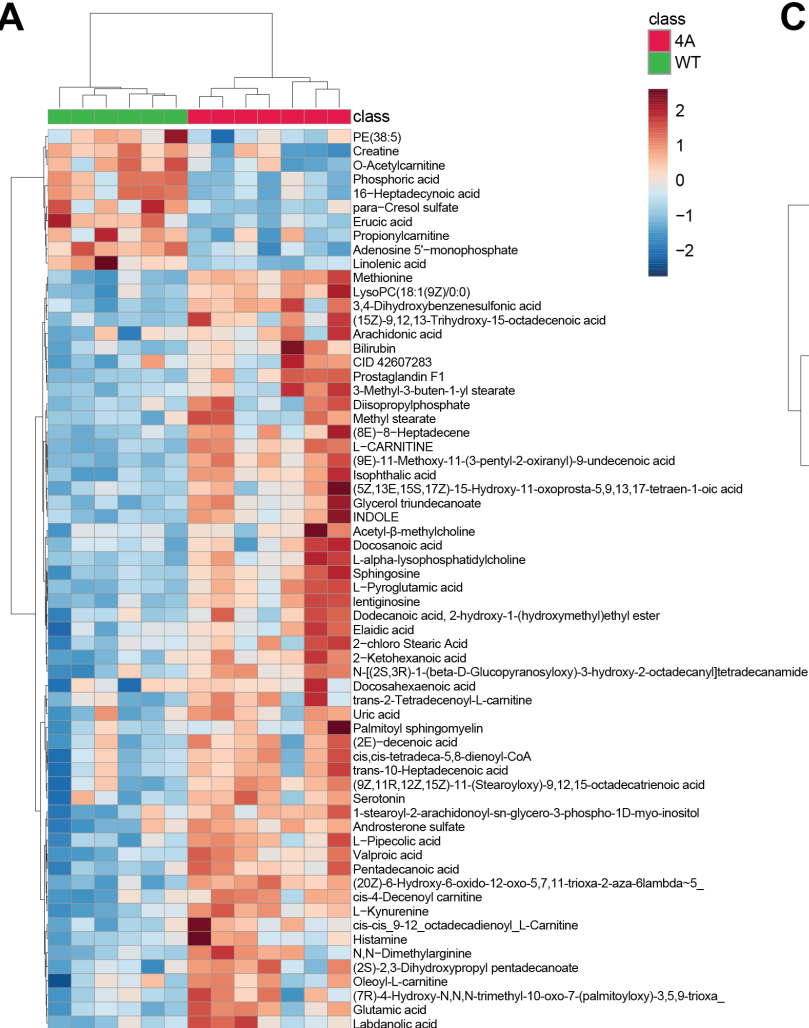 A
C
class
4A
WT
2
1
0
−1
−2
class
PE(38:5)
Creatine
O-Acetylcarnitine
Phosphoric acid
16−Heptadecynoic acid
para−Cresol sulfate
Erucic acid
Propionylcarnitine
Adenosine 5'−monophosphate
Linolenic acid
Methionine
LysoPC(18:1(9Z)/0:0)
3,4-Dihydroxybenzenesulfonic acid
(15Z)-9,12,13-Trihydroxy-15-octadecenoic acid
Arachidonic acid
Bilirubin
CID 42607283
Prostaglandin F1
3-Methyl-3-buten-1-yl stearate
Diisopropylphosphate
Methyl stearate
(8E)−8−Heptadecene
L−CARNITINE
(9E)-11-Methoxy-11-(3-pentyl-2-oxiranyl)-9-undecenoic acid
Isophthalic acid
(5Z,13E,15S,17Z)-15-Hydroxy-11-oxoprosta-5,9,13,17-tetraen-1-oic acid
Glycerol triundecanoate
INDOLE
Acetyl-β-methylcholine
Docosanoic acid
L-alpha-lysophosphatidylcholine
Sphingosine
L−Pyroglutamic acid
lentiginosine
Dodecanoic acid, 2-hydroxy-1-(hydroxymethyl)ethyl ester
Elaidic acid
2−chloro Stearic Acid
2−Ketohexanoic acid
N-[(2S,3R)-1-(beta-D-Glucopyranosyloxy)-3-hydroxy-2-octadecanyl]tetradecanamide
Docosahexaenoic acid
trans-2-Tetradecenoyl-L-carnitine
Uric acid
Palmitoyl sphingomyelin
(2E)−decenoic acid
cis,cis-tetradeca-5,8-dienoyl-CoA
trans-10-Heptadecenoic acid
(9Z,11R,12Z,15Z)-11-(Stearoyloxy)-9,12,15-octadecatrienoic acid
Serotonin
1-stearoyl-2-arachidonoyl-sn-glycero-3-phospho-1D-myo-inositol
Androsterone sulfate
L−Pipecolic acid
Valproic acid
Pentadecanoic acid
(20Z)-6-Hydroxy-6-oxido-12-oxo-5,7,11-trioxa-2-aza-6lambda~5_
cis-4-Decenoyl carnitine
L−Kynurenine
cis-cis_9-12_octadecadienoyl_L-Carnitine
Histamine
N,N−Dimethylarginine
(2S)-2,3-Dihydroxypropyl pentadecanoate
Oleoyl-L-carnitine
(7R)-4-Hydroxy-N,N,N-trimethyl-10-oxo-7-(palmitoyloxy)-3,5,9-trioxa_
Glutamic acid
Labdanolic acid